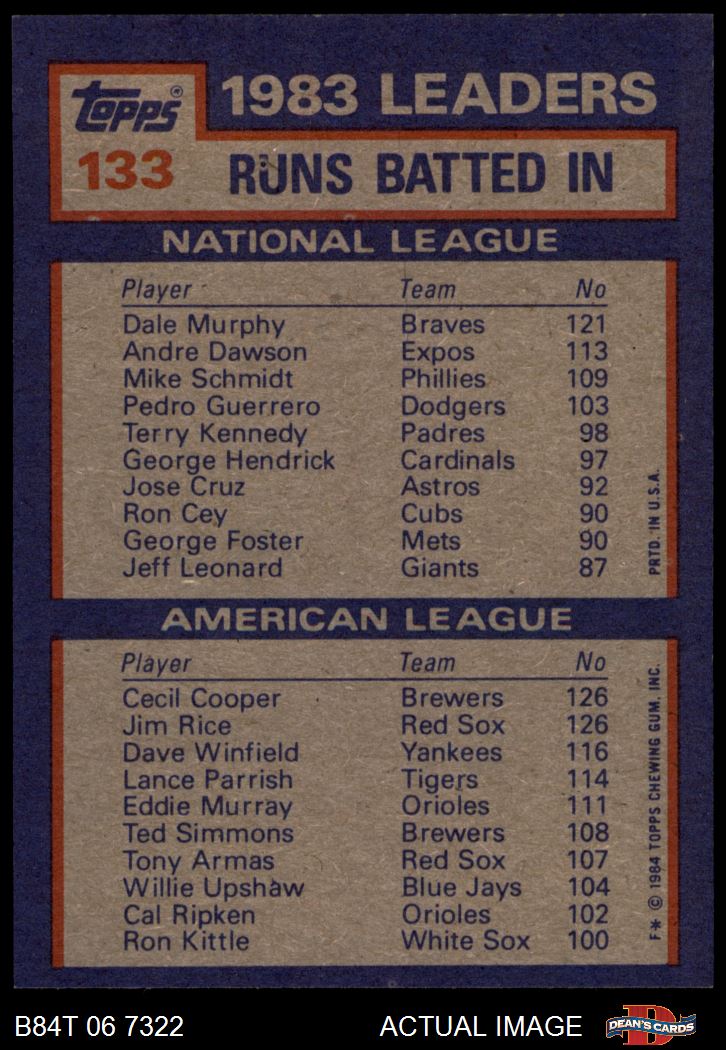 Topps® 1983 LEADERS
133 RUNS BATTED IN
NATIONAL LEAGUE
Player Team No
Dale Murphy Braves 121
Andre Dawson Expos 113
Mike Schmidt Phillies 109
Pedro Guerrero Dodgers 103
Terry Kennedy Padres 98
George Hendrick Cardinals 97
Jose Cruz Astros 92
Ron Cey Cubs 90
George Foster Mets 90
Jeff Leonard Giants 87
PRTD. IN U.S.A.
AMERICAN LEAGUE
Player Team No
Cecil Cooper Brewers 126
Jim Rice Red Sox 126
Dave Winfield Yankees 116
Lance Parrish Tigers 114
Eddie Murray Orioles 111
Ted Simmons Brewers 108
Tony Armas Red Sox 107
Willie Upshaw Blue Jays 104
Cal Ripken Orioles 102
Ron Kittle White Sox 100
F* © 1984 TOPPS CHEWING GUM, INC.
B84T 06 7322 ACTUAL IMAGE D DEAN'S CARDS